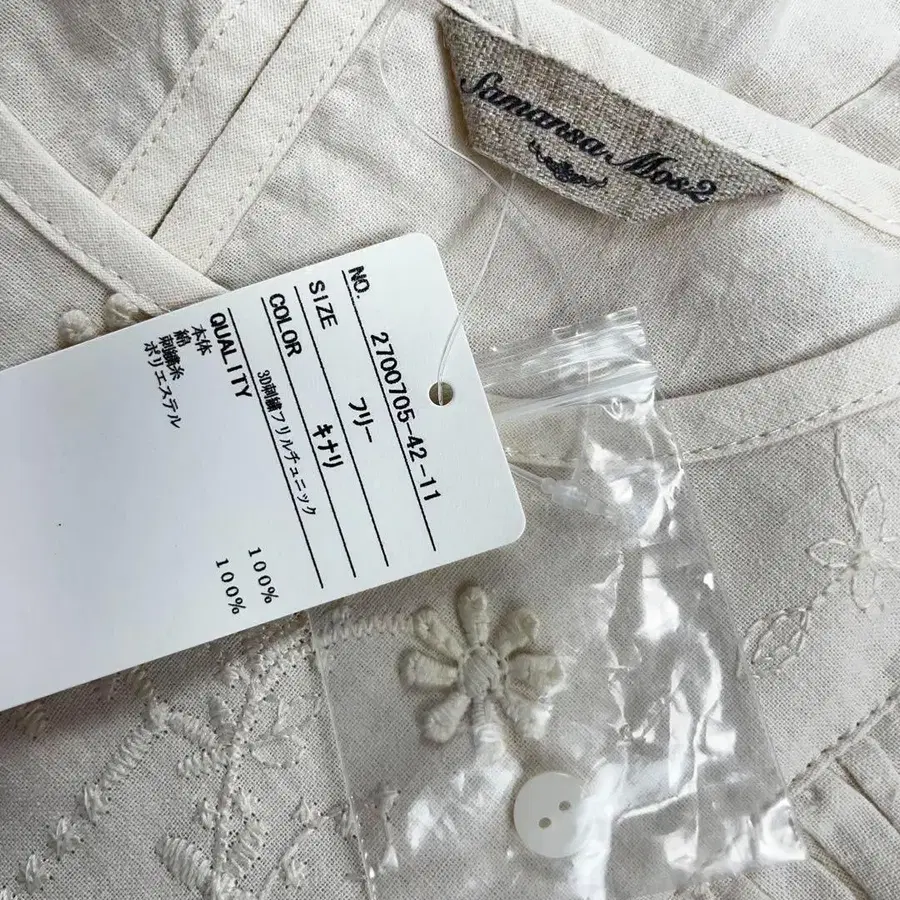 Samansa Mos2
NO. 2700705-42-11
SIZE フリー
COLOR キナリ
3D刺繍フリルチュニック
QUALITY
本体
綿 100%
刺繍糸
ポリエステル 100%